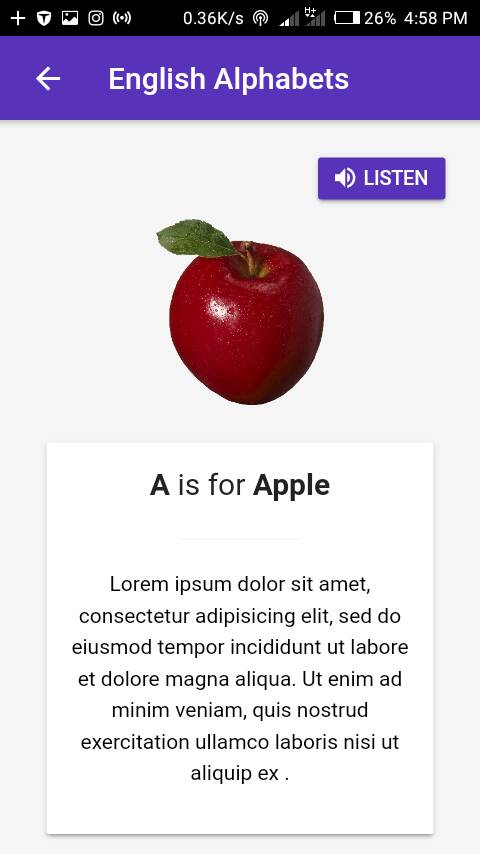 0.36K/s H+ 26% 4:58 PM
English Alphabets
LISTEN
A is for Apple
Lorem ipsum dolor sit amet,
consectetur adipisicing elit, sed do
eiusmod tempor incididunt ut labore
et dolore magna aliqua. Ut enim ad
minim veniam, quis nostrud
exercitation ullamco laboris nisi ut
aliquip ex .